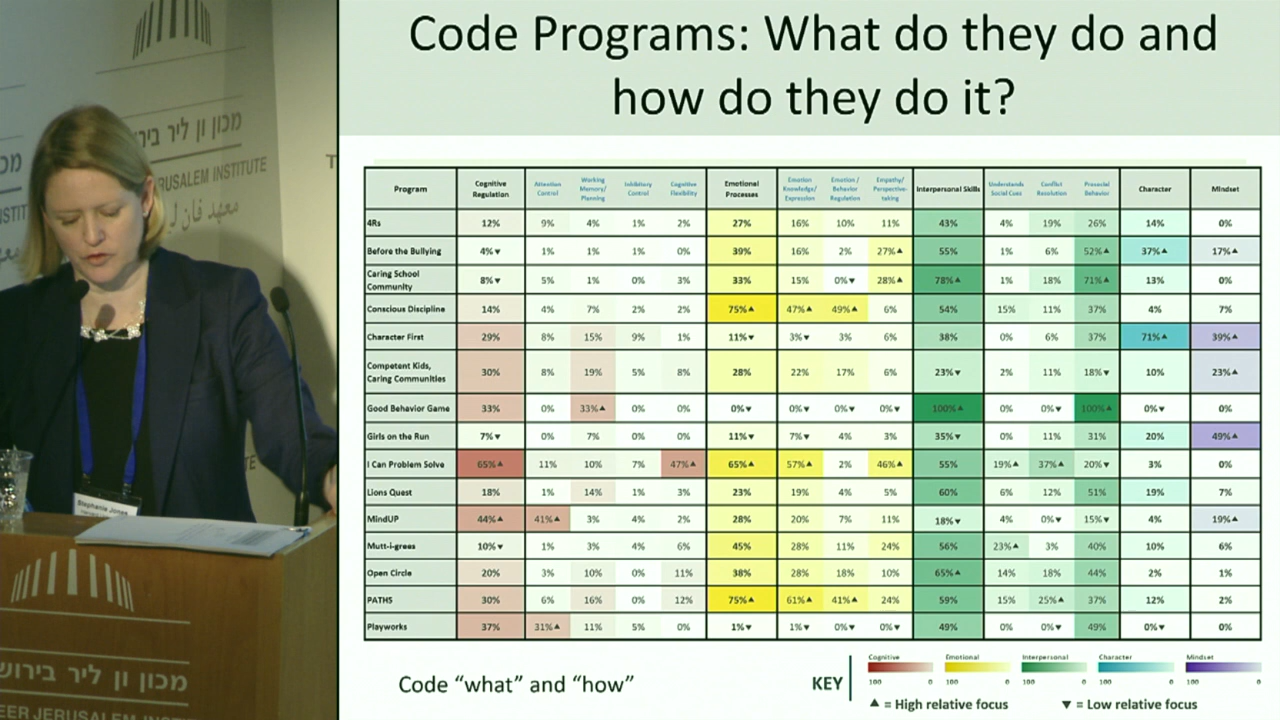 Code Programs: What do they do and
how do they do it?
Program Cognitive Regulation Attention Control Working Memory/ Planning Inhibitory Control Cognitive Flexibility Emotional Processes Emotion Knowledge/ Expression Emotion / Behavior Regulation Empathy/ Perspective-taking Interpersonal Skills Understands Social Cues Conflict Resolution Prosocial Behavior Character Mindset
4Rs 12% 9% 4% 1% 2% 27% 16% 10% 11% 43% 4% 19% 26% 14% 0%
Before the Bullying 4%▼ 1% 1% 1% 0% 39% 16% 2% 27%▲ 55% 1% 6% 52%▲ 37%▲ 17%▲
Caring School Community 8%▼ 5% 1% 0% 3% 33% 15% 0%▼ 28%▲ 78%▲ 1% 18% 71%▲ 13% 0%
Conscious Discipline 14% 4% 7% 2% 2% 75%▲ 47%▲ 49%▲ 6% 54% 15% 11% 37% 4% 7%
Character First 29% 8% 15% 9% 1% 11%▼ 3%▼ 3% 6% 38% 0% 6% 37% 71%▲ 39%▲
Competent Kids, Caring Communities 30% 8% 19% 5% 8% 28% 22% 17% 6% 23%▼ 2% 11% 18%▼ 10% 23%▲
Good Behavior Game 33% 0% 33%▲ 0% 0% 0%▼ 0%▼ 0%▼ 0%▼ 100%▲ 0% 0%▼ 100%▲ 0%▼ 0%
Girls on the Run 7%▼ 0% 7% 0% 0% 11%▼ 7%▼ 4% 3% 35%▼ 0% 11% 31% 20% 49%▲
I Can Problem Solve 65%▲ 11% 10% 7% 47%▲ 65%▲ 57%▲ 2% 46%▲ 55% 19%▲ 37%▲ 20%▼ 3% 0%
Lions Quest 18% 1% 14% 1% 3% 23% 19% 4% 5% 60% 6% 12% 51% 19% 7%
MindUP 44%▲ 41%▲ 3% 4% 2% 28% 20% 7% 11% 18%▼ 4% 0%▼ 15%▼ 4% 19%▲
Mutt-i-grees 10%▼ 1% 3% 4% 6% 45% 28% 11% 24% 56% 23%▲ 3% 40% 10% 6%
Open Circle 20% 3% 10% 0% 11% 38% 28% 18% 10% 65%▲ 14% 18% 44% 2% 1%
PATHS 30% 6% 16% 0% 12% 75%▲ 61%▲ 41%▲ 24% 59% 15% 25%▲ 37% 12% 2%
Playworks 37% 31%▲ 11% 5% 0% 1%▼ 1%▼ 0%▼ 0%▼ 49% 0% 0%▼ 49% 0%▼ 0%
Code “what” and “how”
KEY
Cognitive Emotional Interpersonal Character Mindset
100 0 100 0 100 0 100 0 100 0
▲ = High relative focus ▼ = Low relative focus
מכון ון ליר ביר
RUSALEM INSTITUTE
معهد فان لير
Stephanie Jones
מכון ון ליר בירוש
EER JERUSALEM INSTITUTE